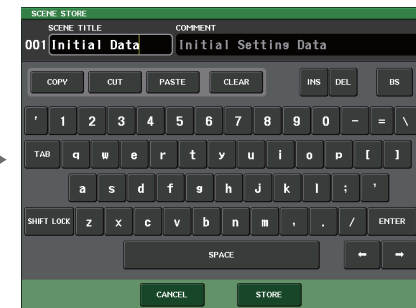 SCENE STORE
SCENE TITLE COMMENT
001 Initial Data Initial Setting Data
COPY CUT PASTE CLEAR INS DEL BS
' 1 2 3 4 5 6 7 8 9 0 - = \
TAB q w e r t y u i o p [ ]
a s d f g h j k l ; '
SHIFT LOCK z x c v b n m , . / ENTER
SPACE ← →
CANCEL STORE